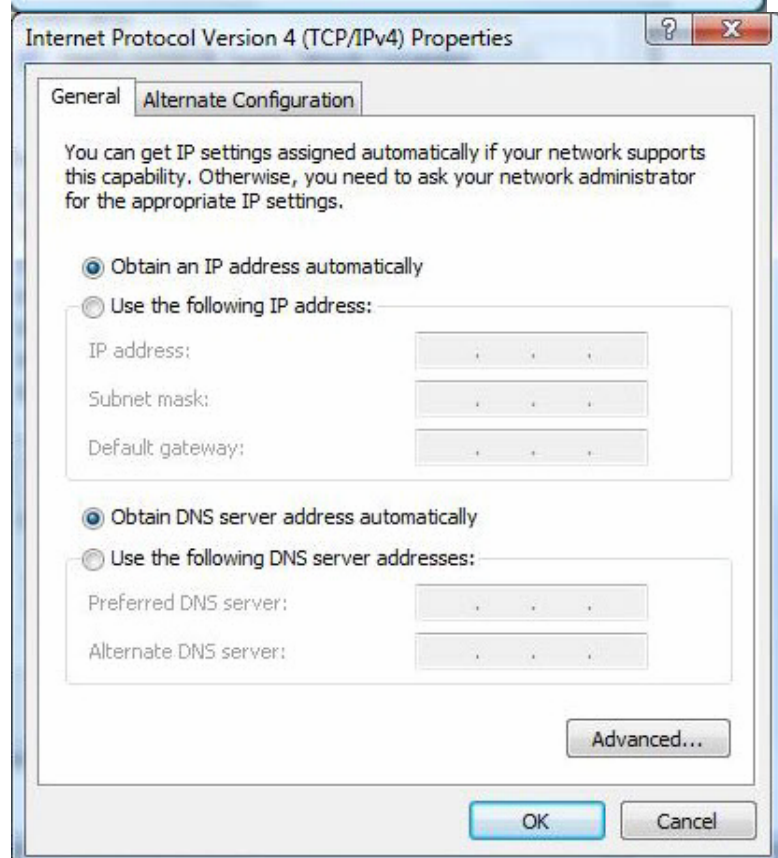 Internet Protocol Version 4 (TCP/IPv4) Properties
General
Alternate Configuration
You can get IP settings assigned automatically if your network supports
this capability. Otherwise, you need to ask your network administrator
for the appropriate IP settings.
Obtain an IP address automatically
Use the following IP address:
IP address:
Subnet mask:
Default gateway:
Obtain DNS server address automatically
Use the following DNS server addresses:
Preferred DNS server:
Alternate DNS server:
Advanced...
OK
Cancel